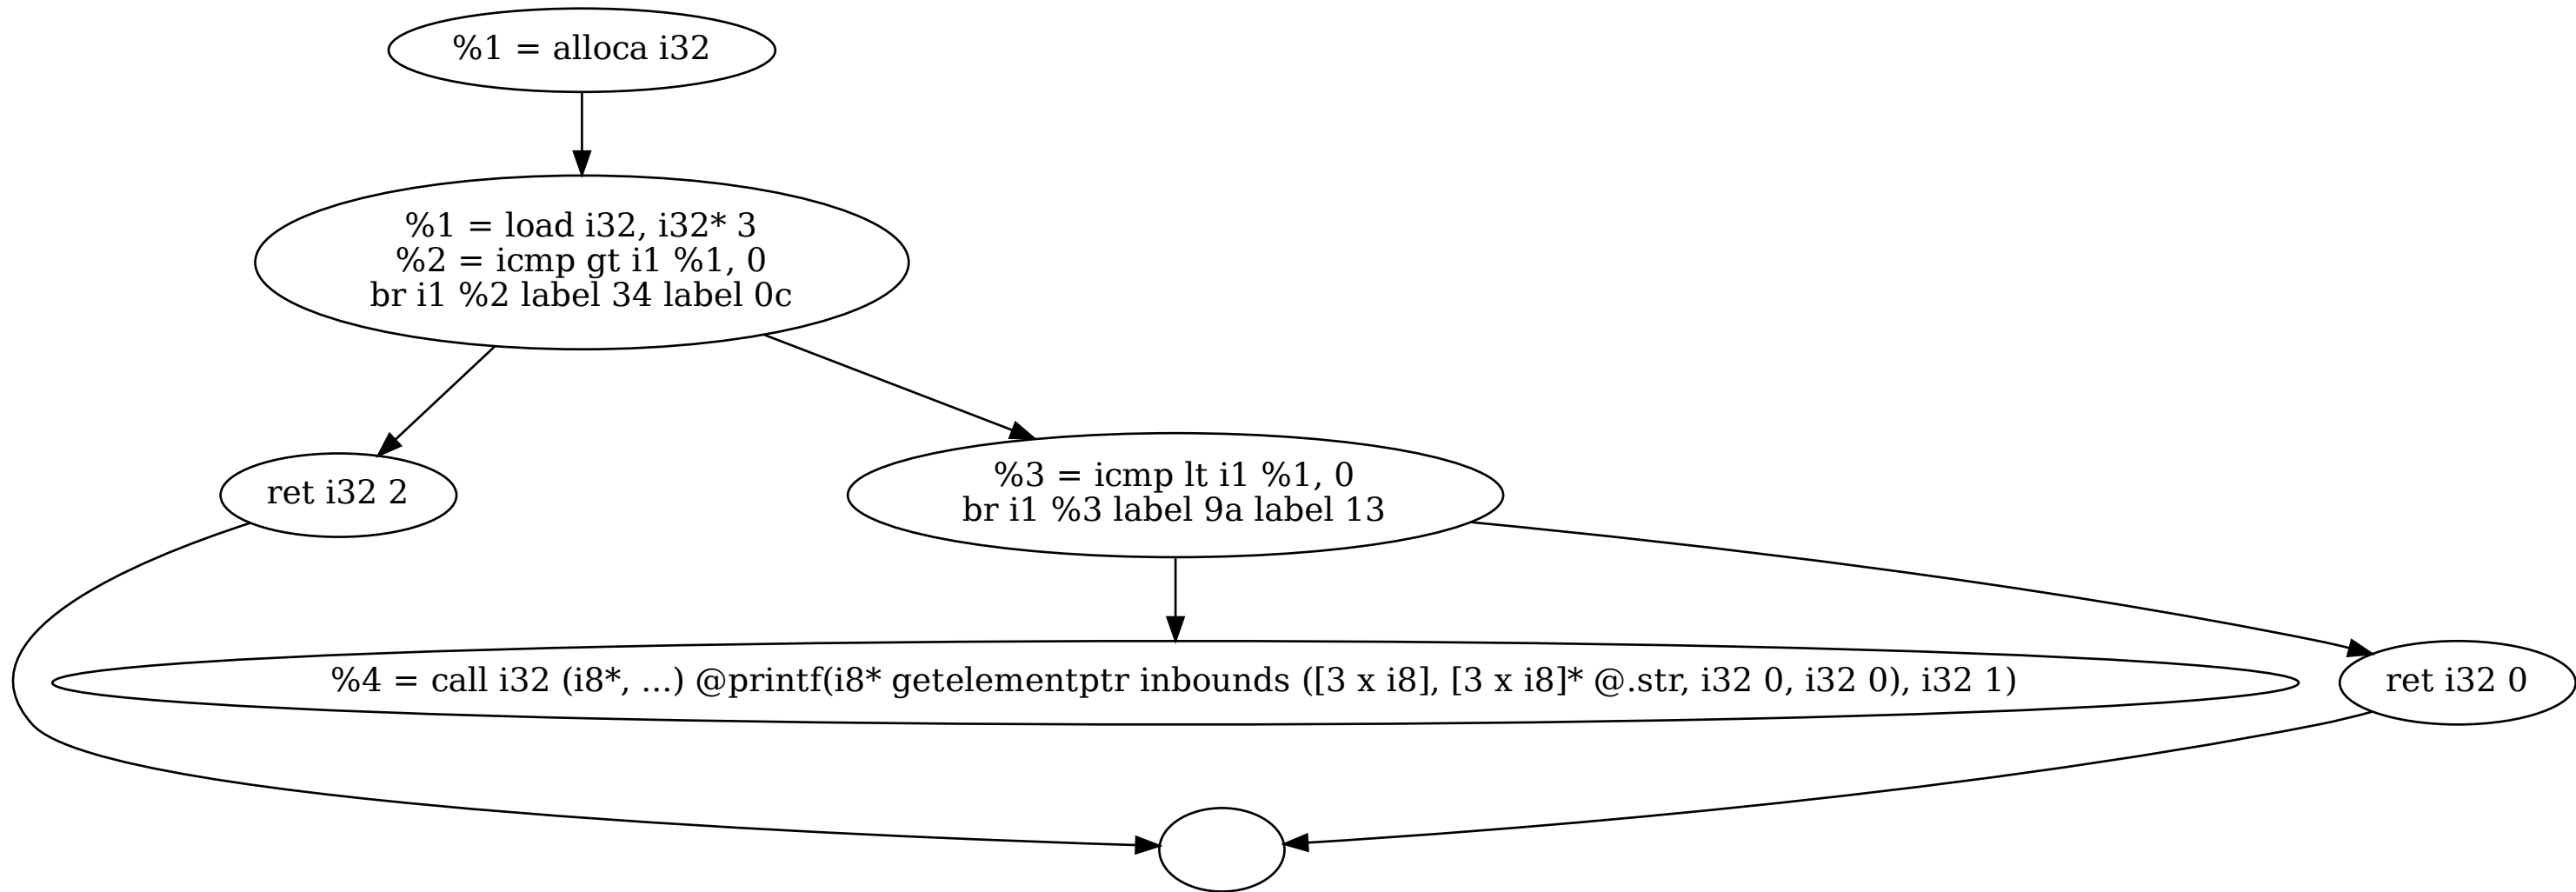 %1 = alloca i32
%1 = load i32, i32* 3
%2 = icmp gt i1 %1, 0
br i1 %2 label 34 label 0c
ret i32 2
%3 = icmp lt i1 %1, 0
br i1 %3 label 9a label 13
%4 = call i32 (i8*, ...) @printf(i8* getelementptr inbounds ([3 x i8], [3 x i8]* @.str, i32 0, i32 0), i32 1)
ret i32 0